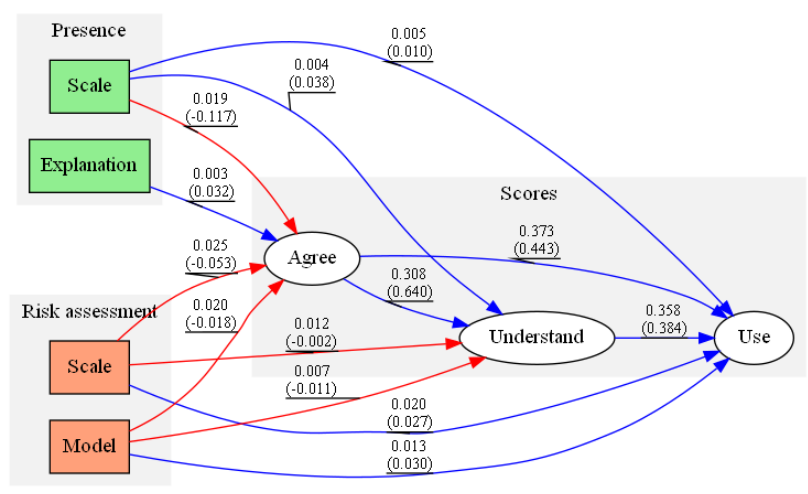 Presence
Scale
Explanation
0.005
(0.010)
0.004
(0.038)
0.019
(-0.117)
0.003
(0.032)
Scores
0.025
(-0.053)
Agree
0.373
(0.443)
0.308
(0.640)
Risk assessment
0.020
(-0.018)
0.012
(-0.002)
Understand
0.358
(0.384)
Use
Scale
0.007
(-0.011)
0.020
(0.027)
Model
0.013
(0.030)